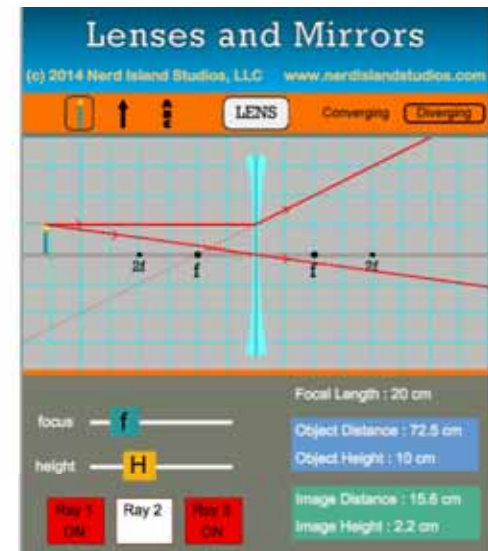 Lenses and Mirrors
(c) 2014 Nerd Island Studios, LLC www.nerdislandstudios.com
A B C LENS Converging Diverging
2f f f 2f
Focal Length : 20 cm
focus f
Object Distance : 72.5 cm
Object Height : 10 cm
height H
Ray 1 ON
Ray 2
Ray 3 ON
Image Distance : 15.6 cm
Image Height : 2.2 cm